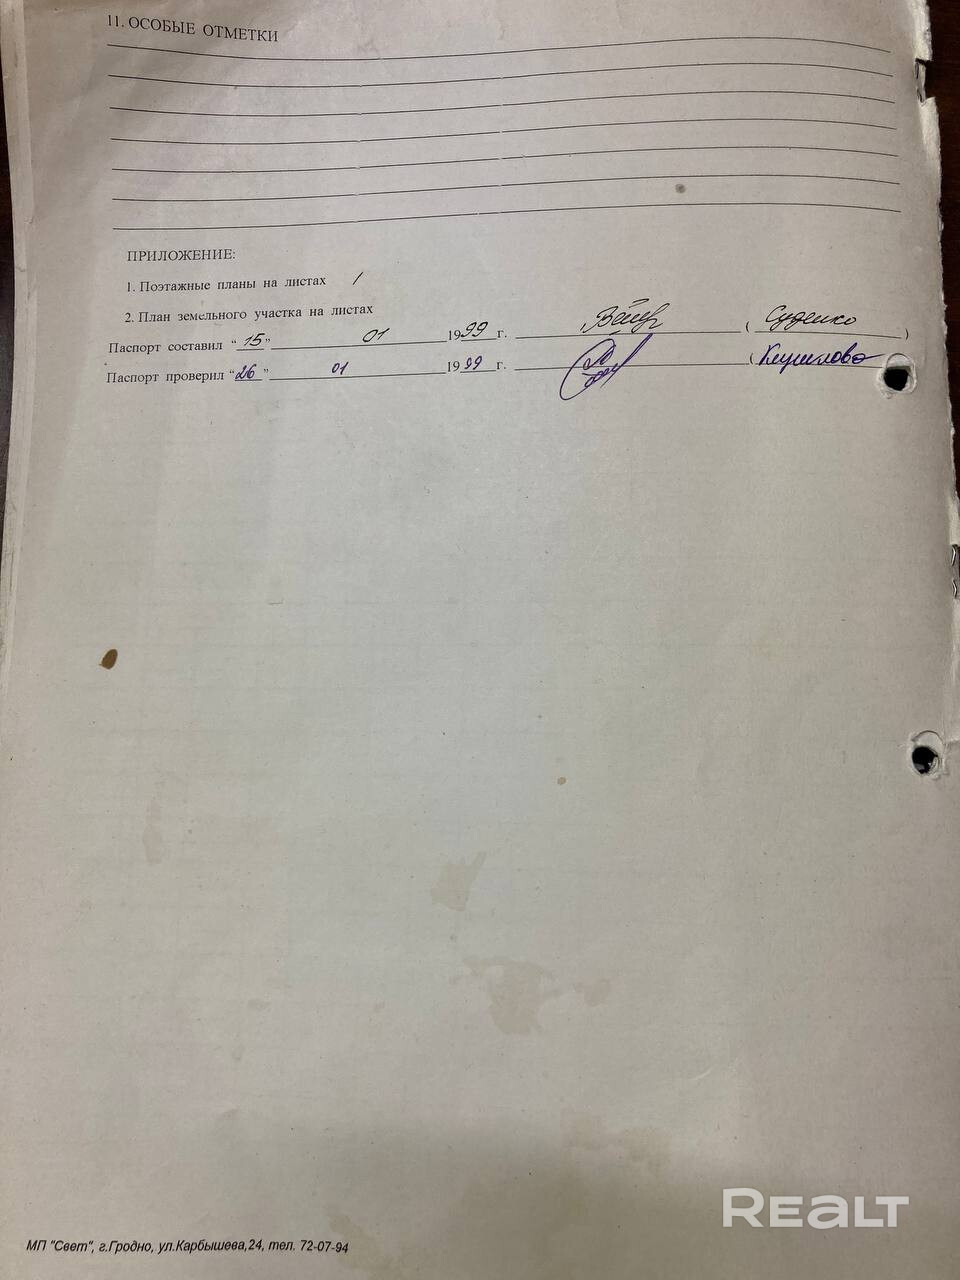 11. ОСОБЫЕ ОТМЕТКИ
ПРИЛОЖЕНИЕ:
1. Поэтажные планы на листах 1
2. План земельного участка на листах
Паспорт составил “15” 01 1999 г. ( Суденко )
Паспорт проверил “26” 01 1999 г. (
REALT
МП "Свет", г.Гродно, ул.Карбышева,24, тел. 72-07-94